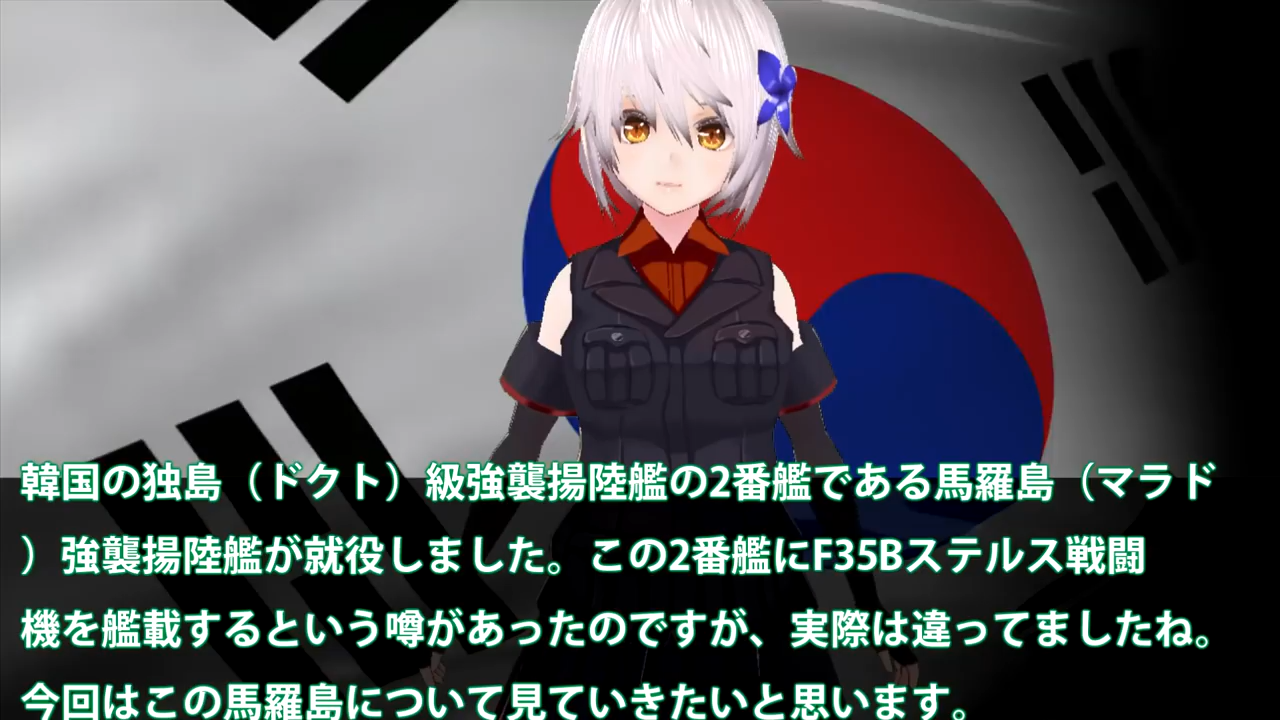 韓国の独島（ドクト）級強襲揚陸艦の2番艦である馬羅島（マラド
）強襲揚陸艦が就役しました。この2番艦にF35Bステルス戦闘
機を艦載するという噂があったのですが、実際は違ってましたね。
今回はこの馬羅島について見ていきたいと思います。